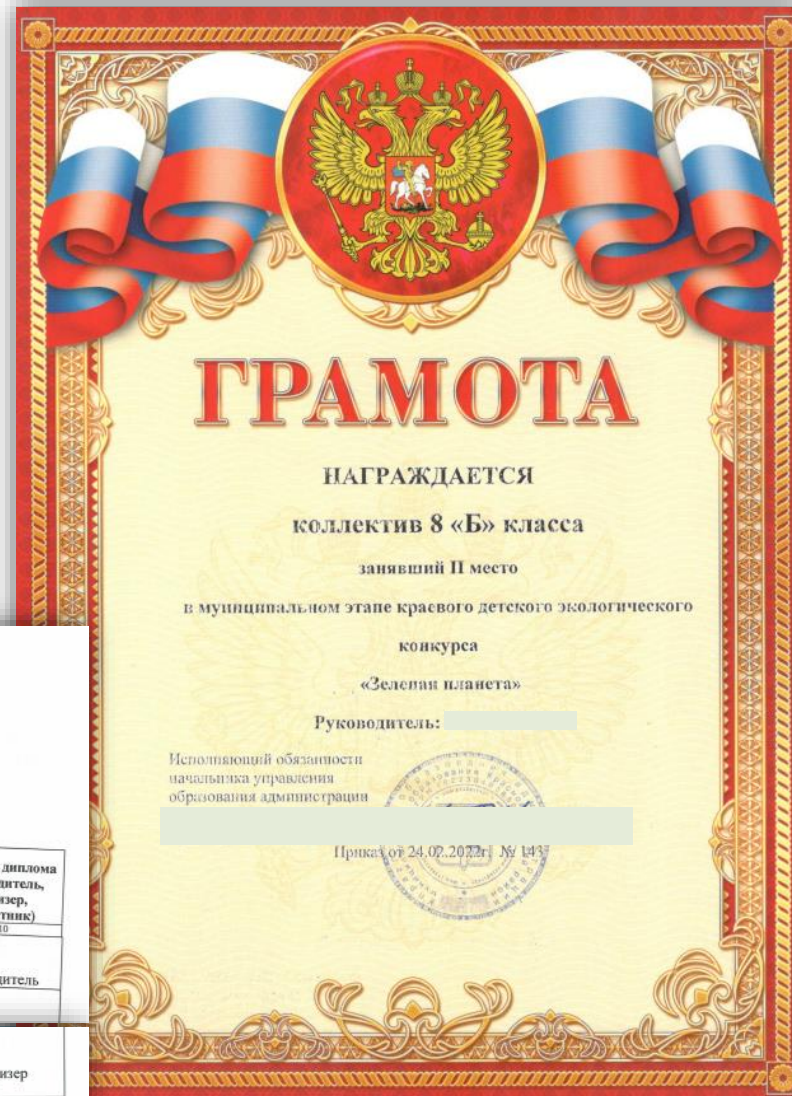 ГРАМОТА
НАГРАЖДАЕТСЯ
коллектив 8 «Б» класса
занявший II место
в муниципальном этапе краевого детского экологического
конкурса
«Зеленая планета»
Руководитель:
Исполняющий обязанности
начальника управления
образования администрации
Приказ от 24.02.2022г. № 143
диплома
дитель,
изер,
тник)
10
дитель
изер